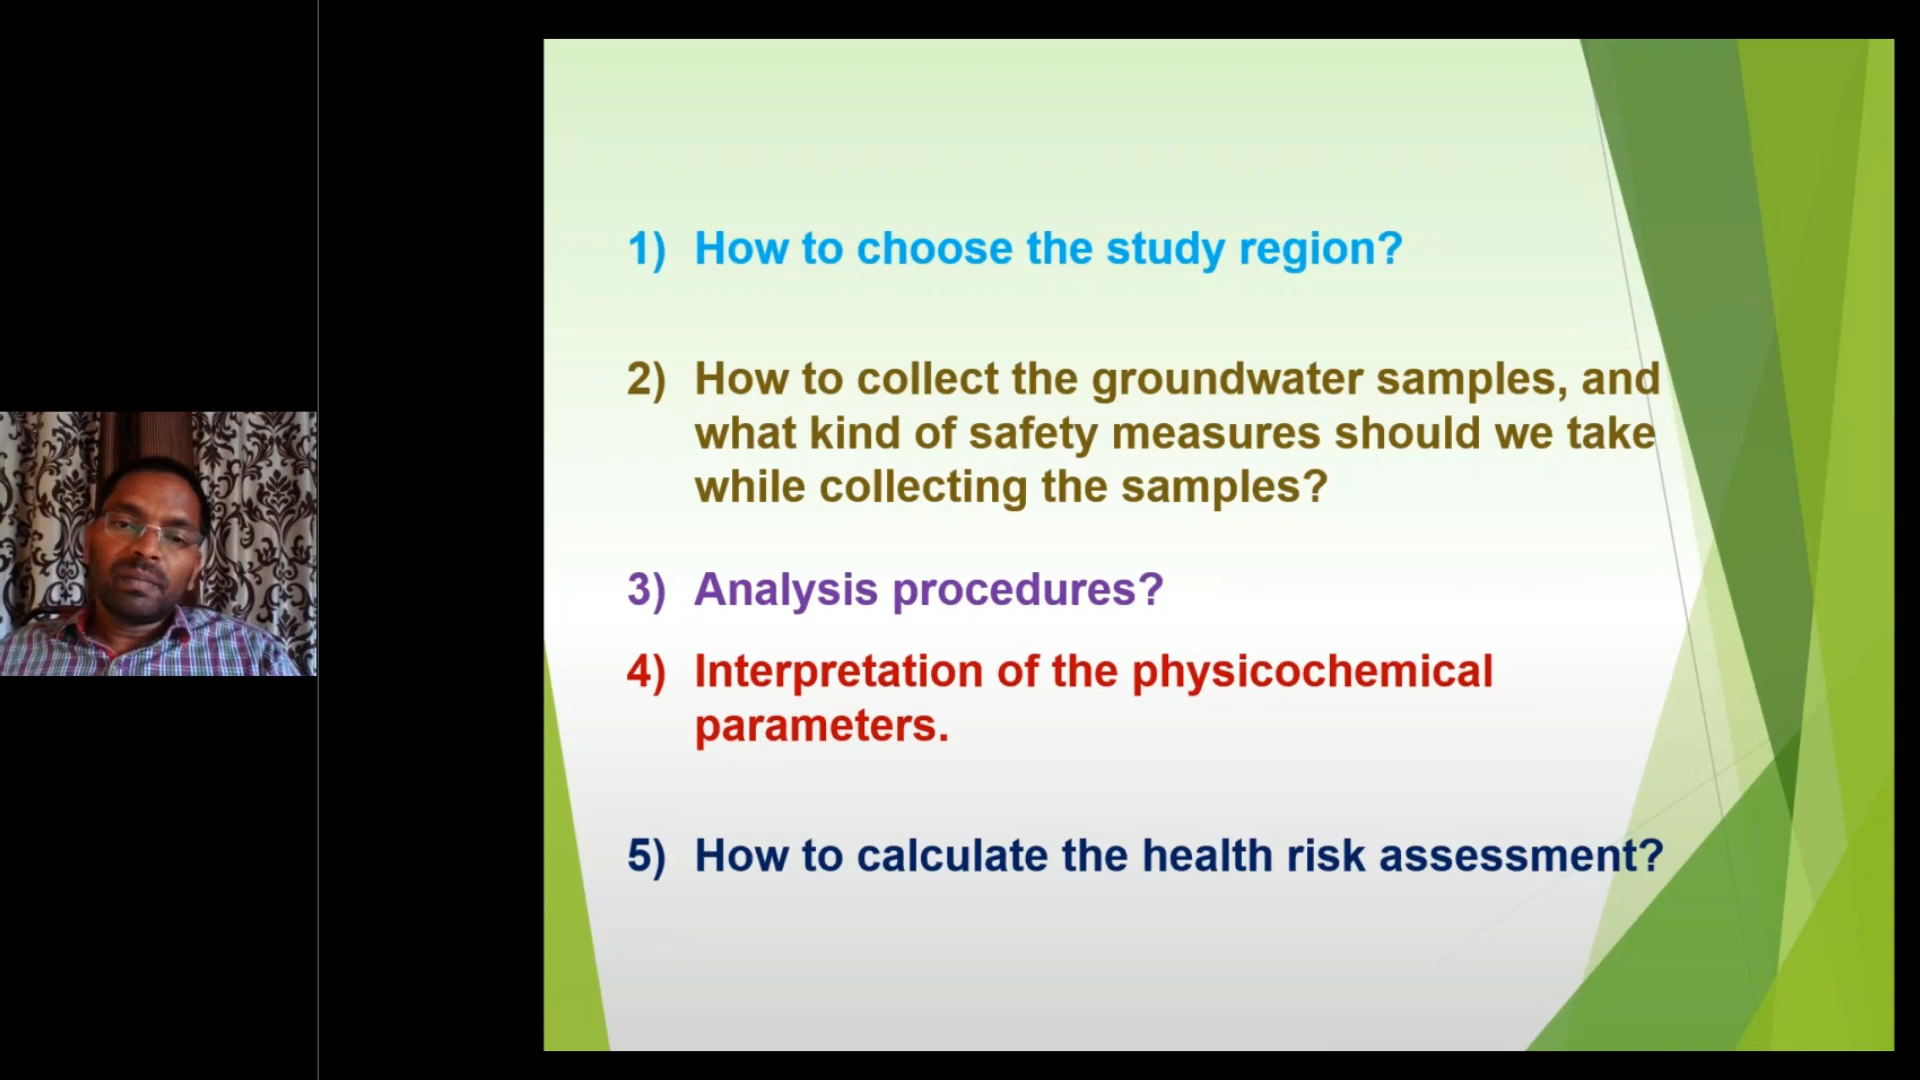 1) How to choose the study region?
2) How to collect the groundwater samples, and
what kind of safety measures should we take
while collecting the samples?
3) Analysis procedures?
4) Interpretation of the physicochemical
parameters.
5) How to calculate the health risk assessment?